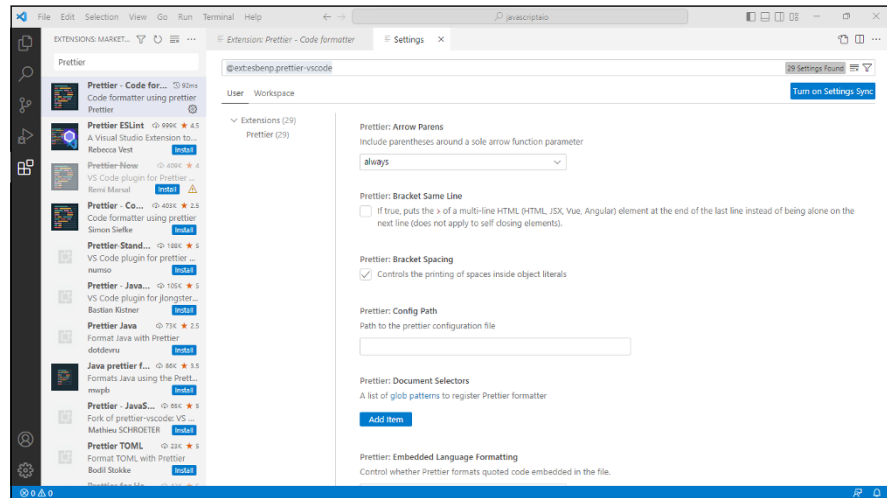 File Edit Selection View Go Run Terminal Help
javascriptaio
EXTENSIONS: MARKET...
Extension: Prettier - Code formatter
Settings
Prettier
Prettier - Code for... 92ms
Code formatter using prettier
Prettier
Prettier ESLint 999K 4.5
A Visual Studio Extension to...
Rebecca Vest Install
Prettier Now 409K 4
VS Code plugin for Prettier ...
Remi Marsal Install
Prettier - Co... 403K 2.5
Code formatter using prettier
Simon Siefke Install
Prettier-Stand... 188K 5
VS Code plugin for prettier ...
numso Install
Prettier - Java... 105K 5
VS Code plugin for jlongster...
Bastian Kistner Install
Prettier Java 73K 2.5
Format Java with Prettier
dotdevru Install
Java prettier f... 86K 3.5
Formats Java using the Prett...
mwpb Install
Prettier - JavaS... 66K 5
Fork of prettier-vscode: VS ...
Mathieu SCHROETER Install
Prettier TOML 23K 5
Format TOML with Prettier
Bodil Stokke Install
@ext:esbenp.prettier-vscode
29 Settings Found
User Workspace
Turn on Settings Sync
Extensions (29)
Prettier (29)
Prettier: Arrow Parens
Include parentheses around a sole arrow function parameter
always
Prettier: Bracket Same Line
If true, puts the > of a multi-line HTML (HTML, JSX, Vue, Angular) element at the end of the last line instead of being alone on the
next line (does not apply to self closing elements).
Prettier: Bracket Spacing
Controls the printing of spaces inside object literals
Prettier: Config Path
Path to the prettier configuration file
Prettier: Document Selectors
A list of glob patterns to register Prettier formatter
Add Item
Prettier: Embedded Language Formatting
Control whether Prettier formats quoted code embedded in the file.
0 0